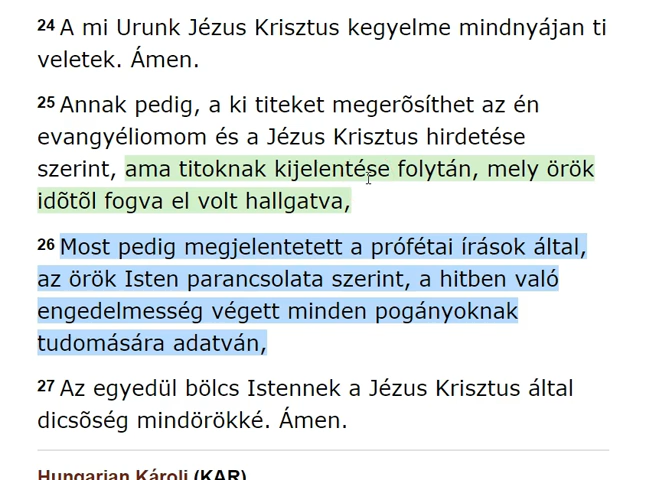 24 A mi Urunk Jézus Krisztus kegyelme mindnyájan ti
veletek. Ámen.
25 Annak pedig, a ki titeket megerõsíthet az én
evangyéliomom és a Jézus Krisztus hirdetése
szerint, ama titoknak kijelentése folytán, mely örök
idõtõl fogva el volt hallgatva,
26 Most pedig megjelentetett a prófétai írások által,
az örök Isten parancsolata szerint, a hitben való
engedelmesség végett minden pogányoknak
tudomására adatván,
27 Az egyedül bölcs Istennek a Jézus Krisztus által
dicsõség mindörökké. Ámen.
Hungarian Károli (KAR)